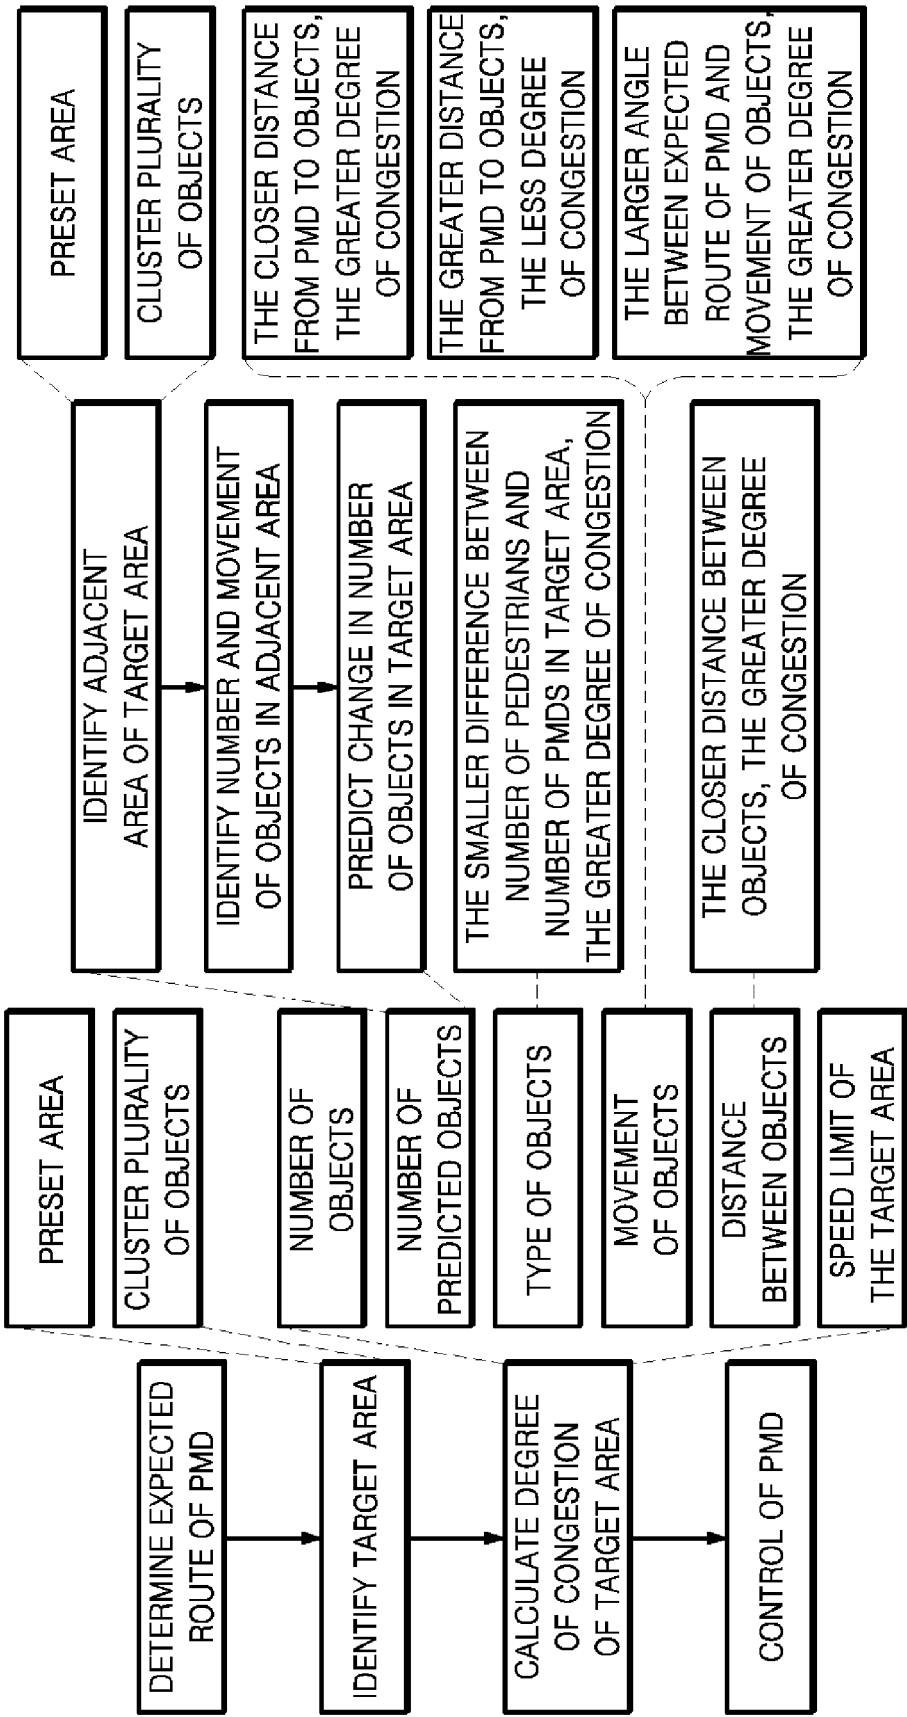 DETERMINE EXPECTED
ROUTE OF PMD
IDENTIFY TARGET AREA
CALCULATE DEGREE
OF CONGESTION
OF TARGET AREA
CONTROL OF PMD
PRESET AREA
CLUSTER PLURALITY
OF OBJECTS
NUMBER OF
OBJECTS
NUMBER OF
PREDICTED OBJECTS
TYPE OF OBJECTS
MOVEMENT
OF OBJECTS
DISTANCE
BETWEEN OBJECTS
SPEED LIMIT OF
THE TARGET AREA
IDENTIFY ADJACENT
AREA OF TARGET AREA
IDENTIFY NUMBER AND MOVEMENT
OF OBJECTS IN ADJACENT AREA
PREDICT CHANGE IN NUMBER
OF OBJECTS IN TARGET AREA
THE SMALLER DIFFERENCE BETWEEN
NUMBER OF PEDESTRIANS AND
NUMBER OF PMDS IN TARGET AREA,
THE GREATER DEGREE OF CONGESTION
THE CLOSER DISTANCE BETWEEN
OBJECTS, THE GREATER DEGREE
OF CONGESTION
PRESET AREA
CLUSTER PLURALITY
OF OBJECTS
THE CLOSER DISTANCE
FROM PMD TO OBJECTS,
THE GREATER DEGREE
OF CONGESTION
THE GREATER DISTANCE
FROM PMD TO OBJECTS,
THE LESS DEGREE
OF CONGESTION
THE LARGER ANGLE
BETWEEN EXPECTED
ROUTE OF PMD AND
MOVEMENT OF OBJECTS,
THE GREATER DEGREE
OF CONGESTION